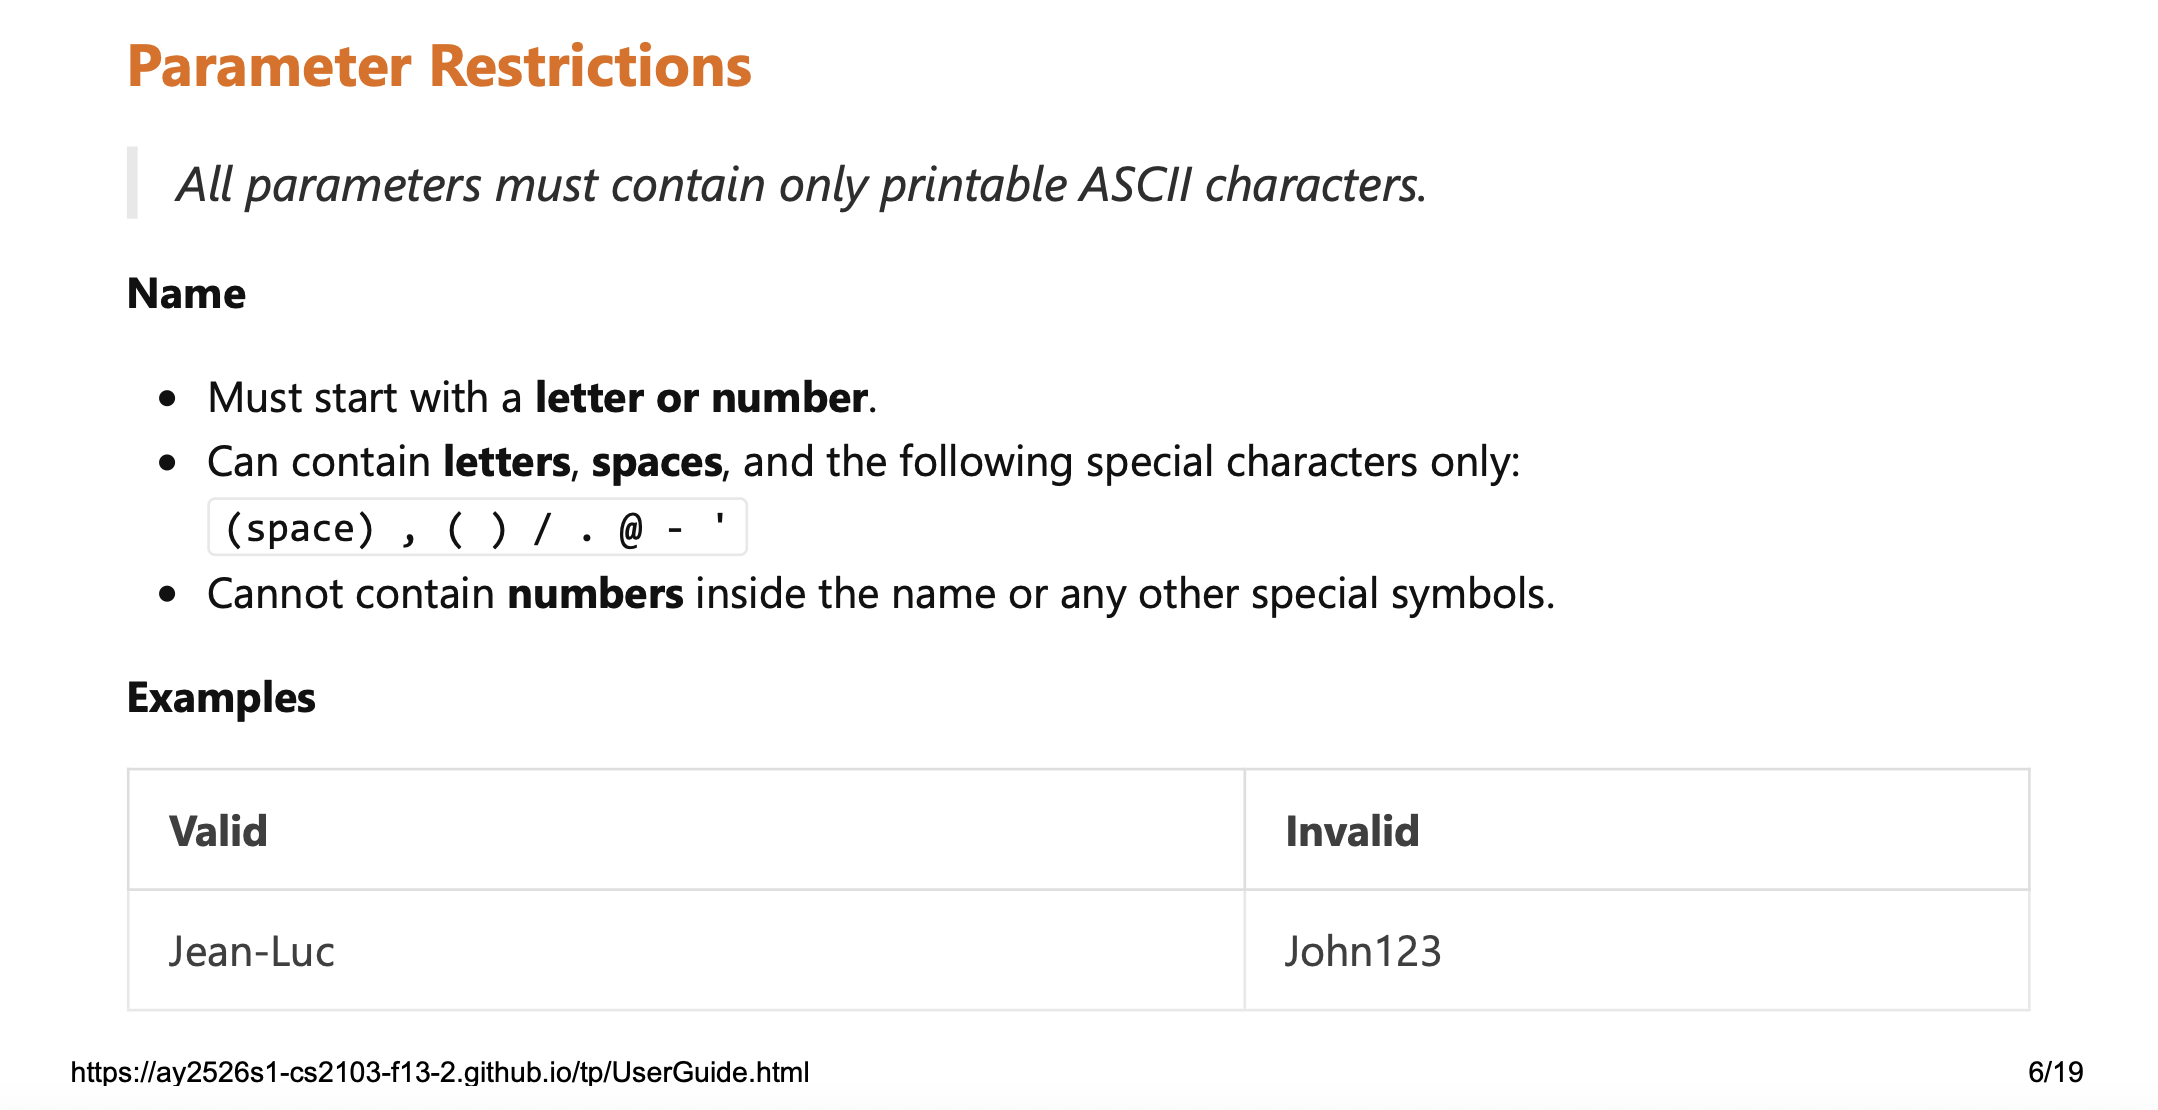 Parameter Restrictions
All parameters must contain only printable ASCII characters.
Name
• Must start with a letter or number.
• Can contain letters, spaces, and the following special characters only:
(space) , ( ) / . @ - '
• Cannot contain numbers inside the name or any other special symbols.
Examples
Valid Invalid
Jean-Luc John123
https://ay2526s1-cs2103-f13-2.github.io/tp/UserGuide.html 6/19